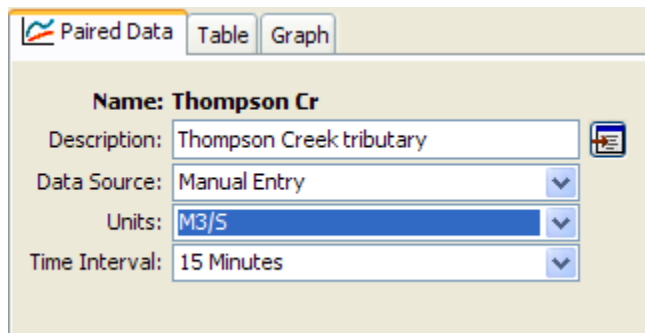 Paired Data Table Graph
Name: Thompson Cr
Description: Thompson Creek tributary
Data Source: Manual Entry
Units: M3/S
Time Interval: 15 Minutes